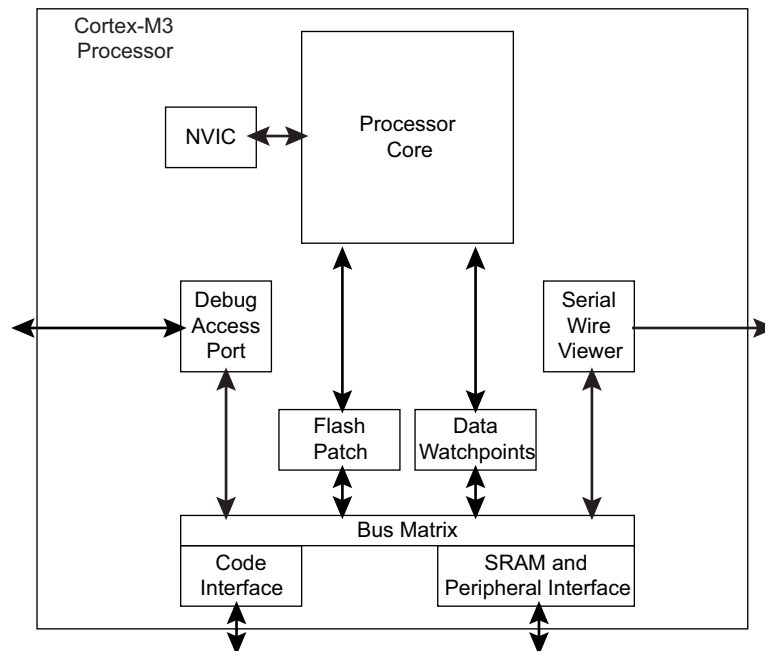 Cortex-M3
Processor
NVIC
Processor
Core
Debug
Access
Port
Serial
Wire
Viewer
Flash
Patch
Data
Watchpoints
Bus Matrix
Code
Interface
SRAM and
Peripheral Interface